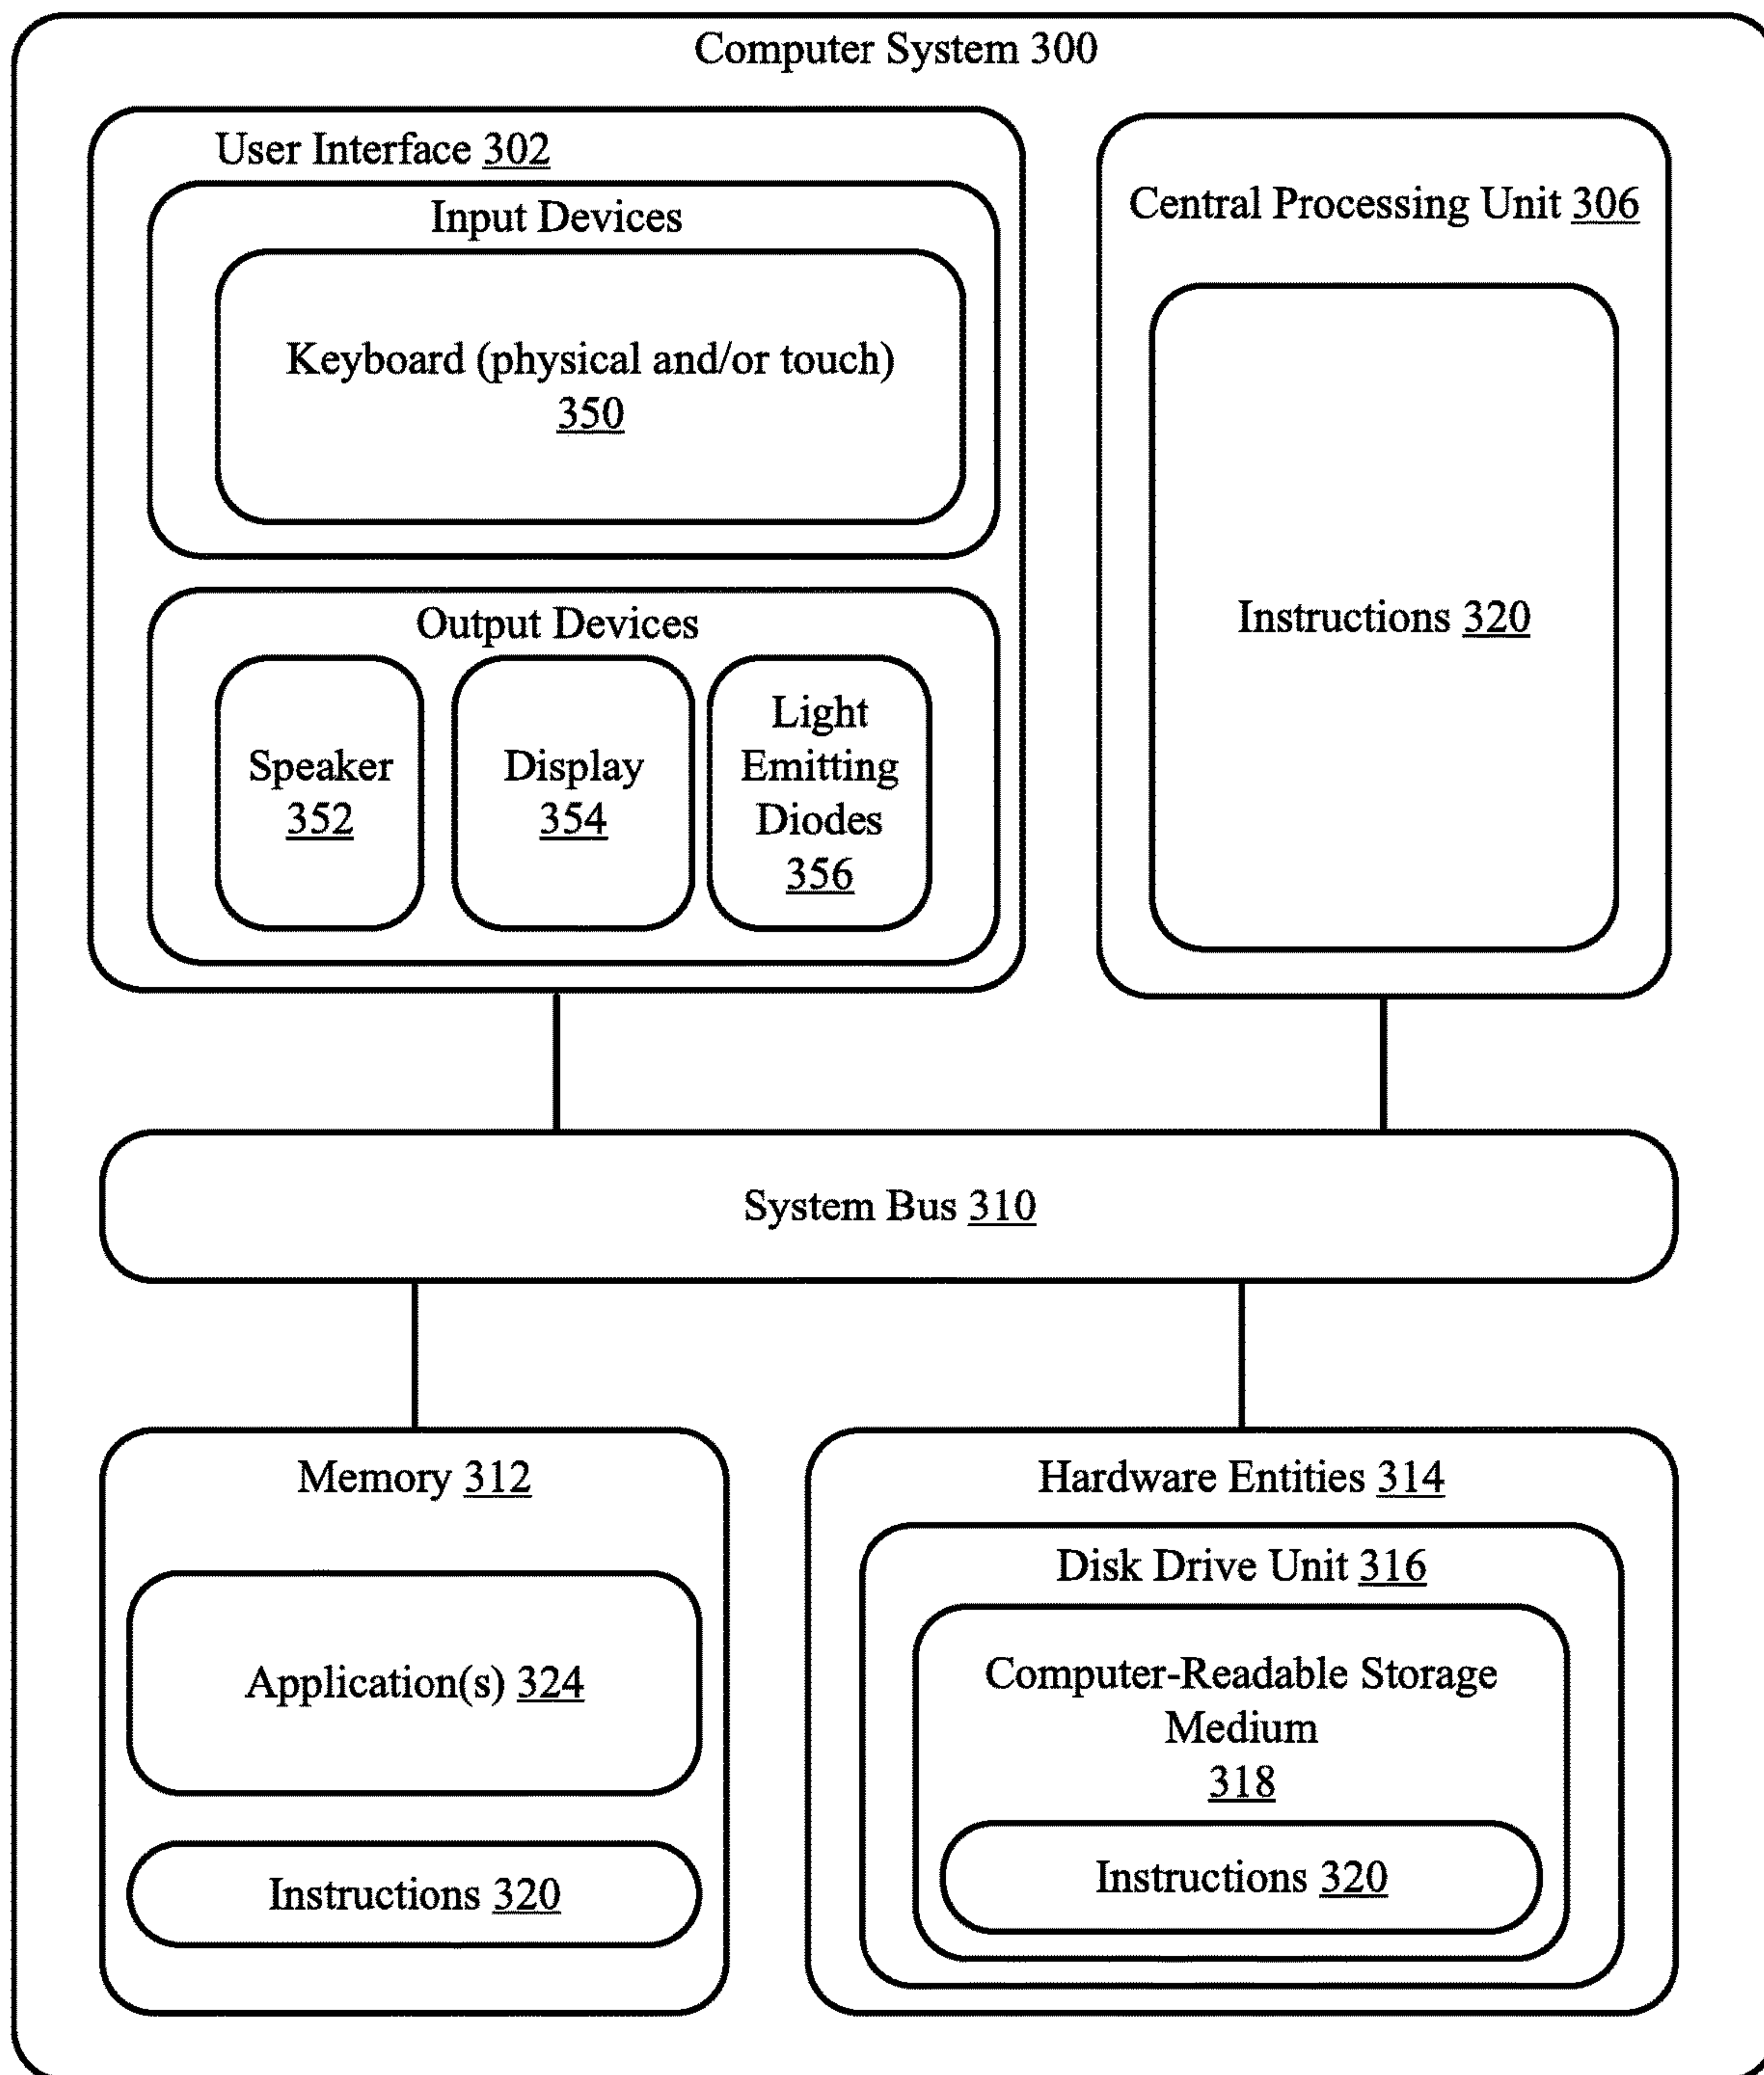 Computer System 300
User Interface 302
Input Devices
Keyboard (physical and/or touch)
350
Output Devices
Speaker
352
Display
354
Light
Emitting
Diodes
356
Central Processing Unit 306
Instructions 320
System Bus 310
Memory 312
Application(s) 324
Instructions 320
Hardware Entities 314
Disk Drive Unit 316
Computer-Readable Storage
Medium
318
Instructions 320